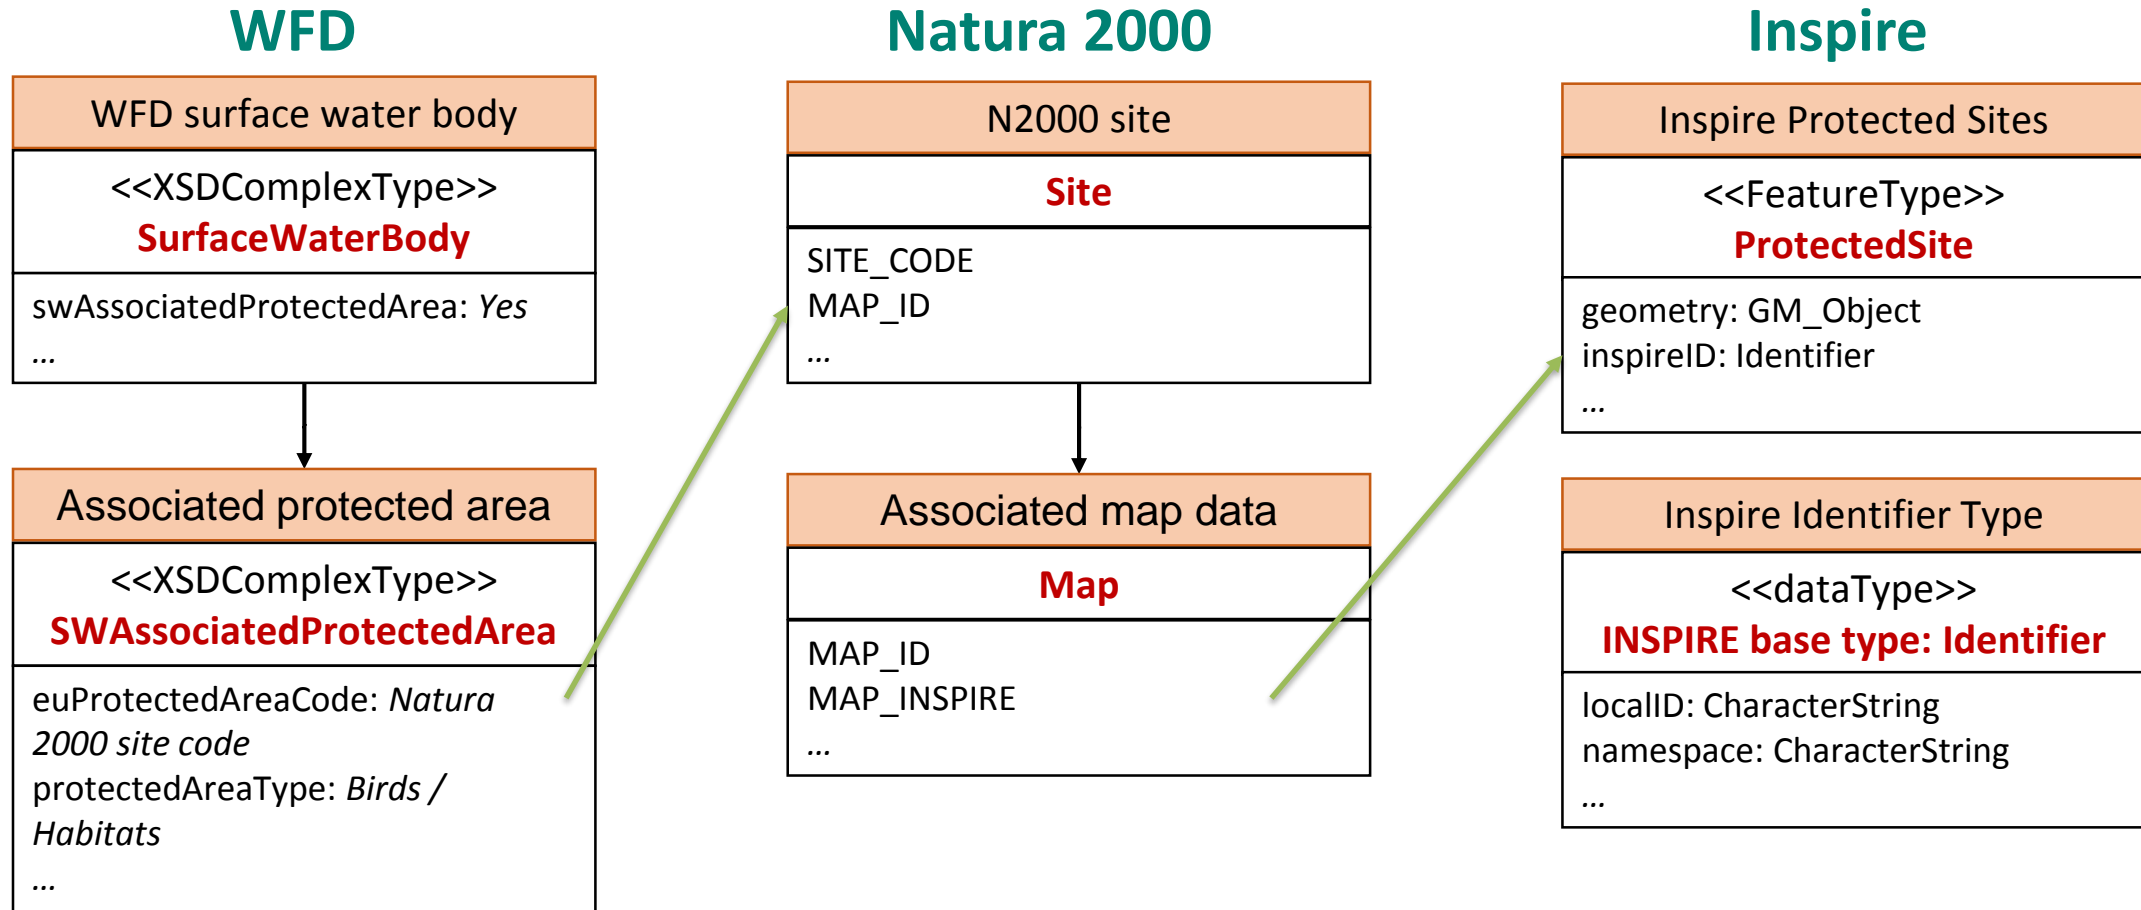 WFD
WFD surface water body
<<XSDComplexType>>
SurfaceWaterBody
swAssociatedProtectedArea: Yes
...
Associated protected area
<<XSDComplexType>>
SWAssociatedProtectedArea
euProtectedAreaCode: Natura
2000 site code
protectedAreaType: Birds /
Habitats
...
Natura 2000
N2000 site
Site
SITE_CODE
MAP_ID
...
Associated map data
Map
MAP_ID
MAP_INSPIRE
...
Inspire
Inspire Protected Sites
<<FeatureType>>
ProtectedSite
geometry: GM_Object
inspireID: Identifier
...
Inspire Identifier Type
<<dataType>>
INSPIRE base type: Identifier
localID: CharacterString
namespace: CharacterString
...